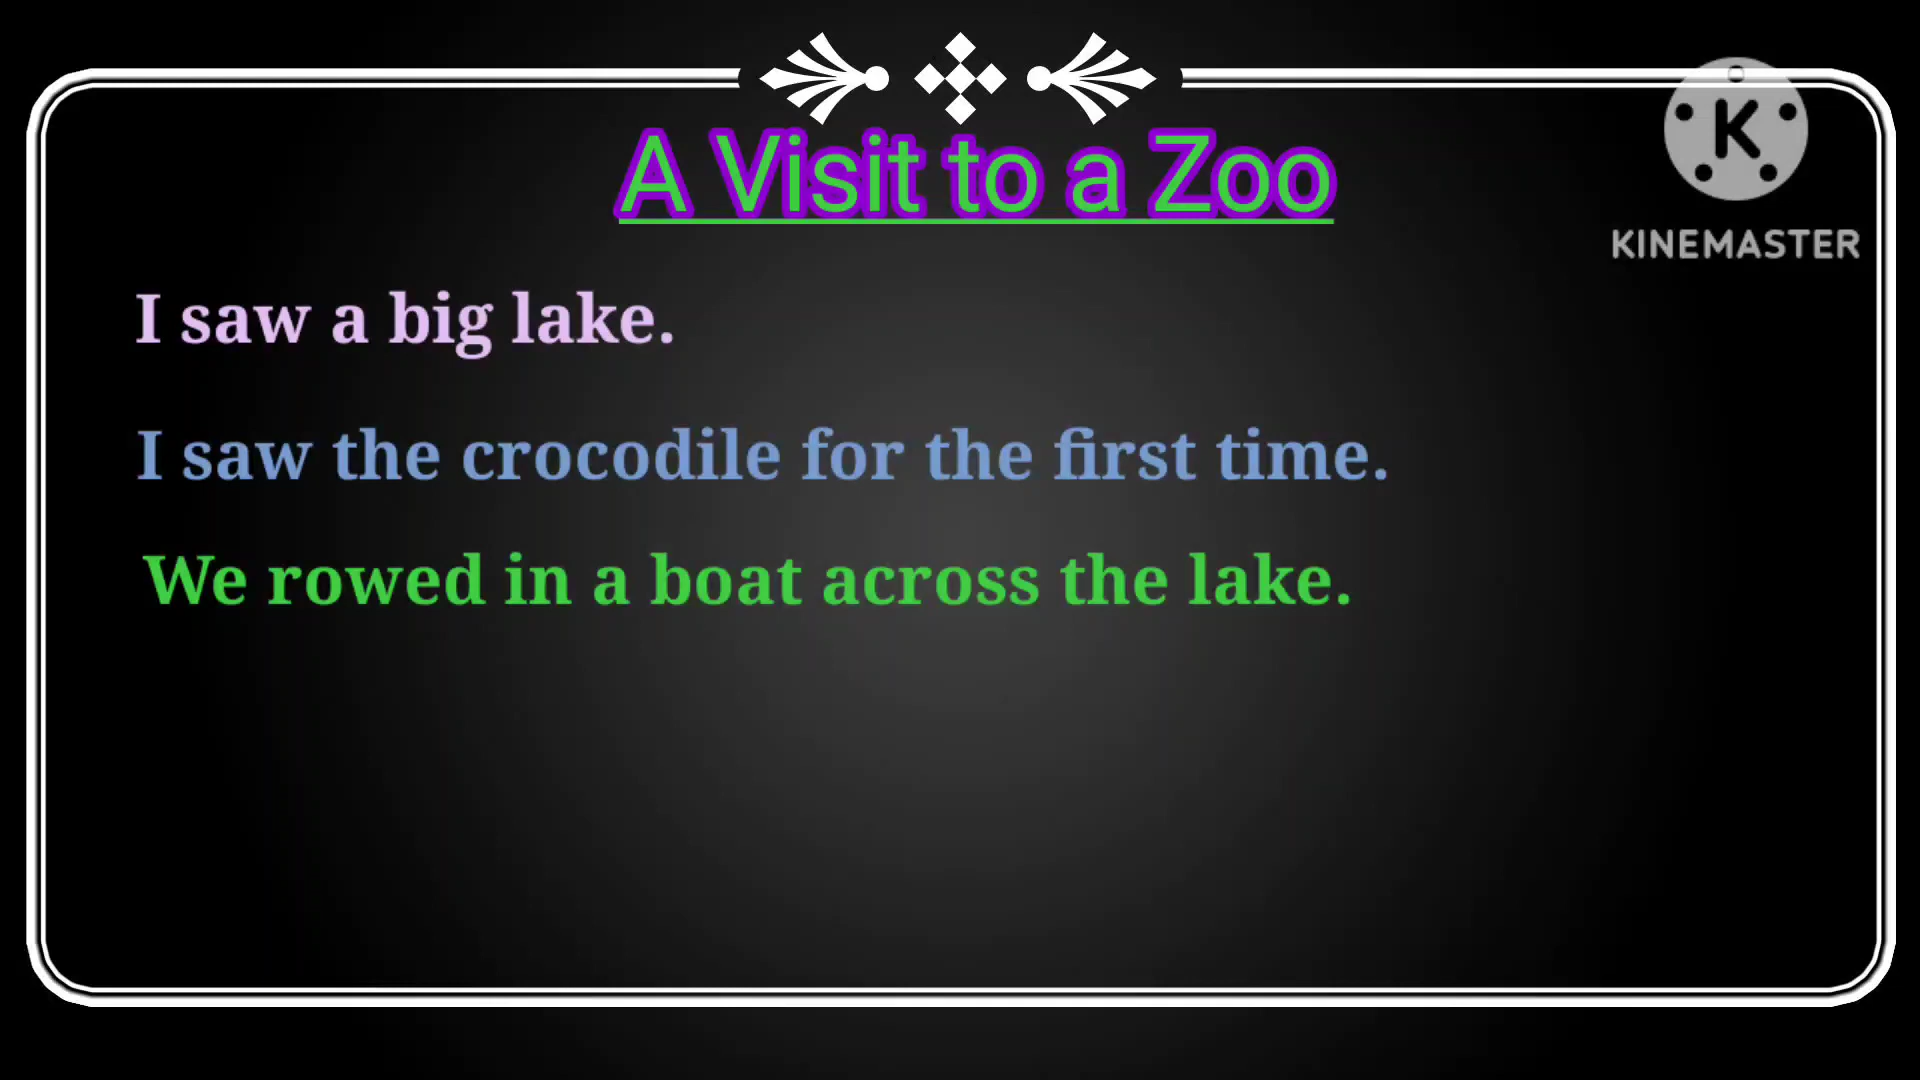 A Visit to a Zoo
K
KINEMASTER
I saw a big lake.
I saw the crocodile for the first time.
We rowed in a boat across the lake.